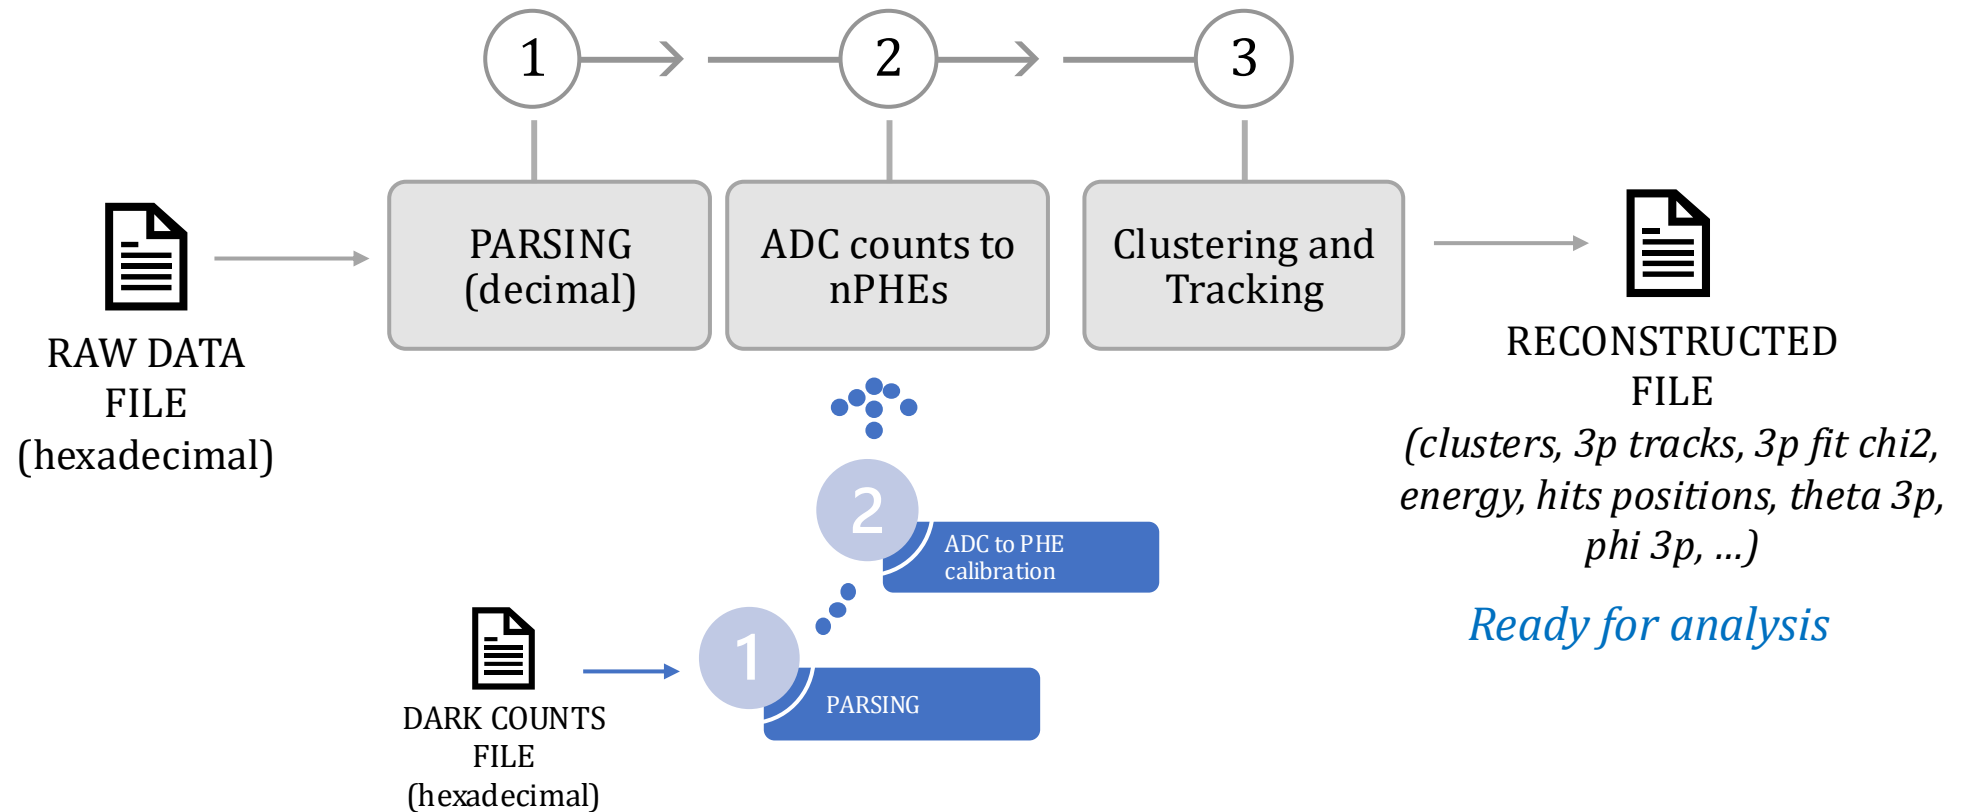 1
2
3
RAW DATA
FILE
(hexadecimal)
PARSING
(decimal)
ADC counts to
nPHEs
Clustering and
Tracking
RECONSTRUCTED
FILE
(clusters, 3p tracks, 3p fit chi2,
energy, hits positions, theta 3p,
phi 3p, ...)
Ready for analysis
2
ADC to PHE
calibration
1
PARSING
DARK COUNTS
FILE
(hexadecimal)